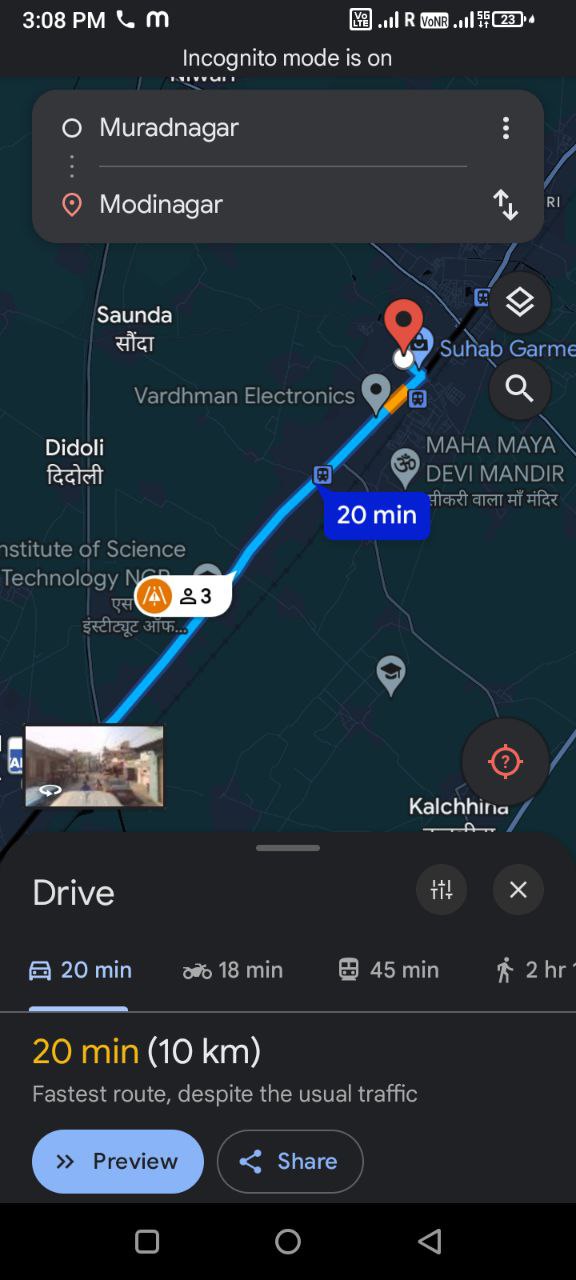 3:08 PM
Vo LTE R VoNR 5G 23
Incognito mode is on
Niwari
Muradnagar
Modinagar
RI
Saunda
सौंदा
Suhab Garme
Vardhman Electronics
Didoli
दिदोली
MAHA MAYA
DEVI MANDIR
सीकरी वाला माँ मंदिर
20 min
nstitute of Science
Technology NCR
एस
इंस्टीट्यूट ऑफ...
3
Kalchhina
Drive
20 min
18 min
45 min
2 hr
20 min (10 km)
Fastest route, despite the usual traffic
Preview
Share